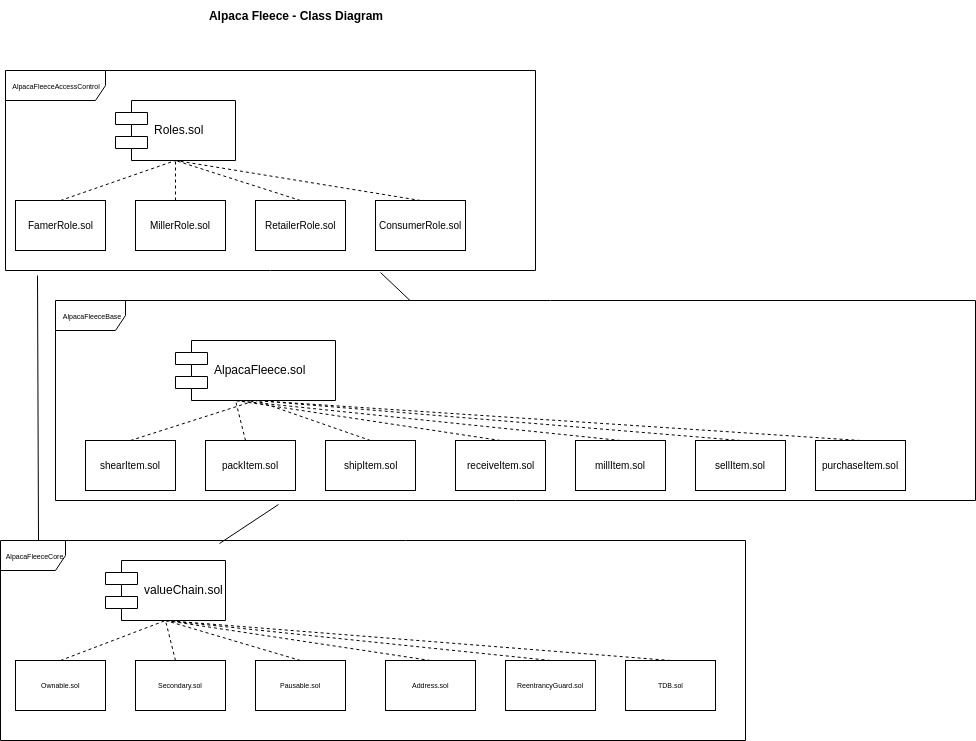 Alpaca Fleece - Class Diagram
AlpacaFleeceAccessControl
Roles.sol
FamerRole.sol
MillerRole.sol
RetailerRole.sol
ConsumerRole.sol
AlpacaFleeceBase
AlpacaFleece.sol
shearItem.sol
packItem.sol
shipItem.sol
receiveItem.sol
millItem.sol
sellItem.sol
purchaseItem.sol
AlpacaFleeceCore
valueChain.sol
Ownable.sol
Secondary.sol
Pausable.sol
Address.sol
ReentrancyGuard.sol
TDB.sol